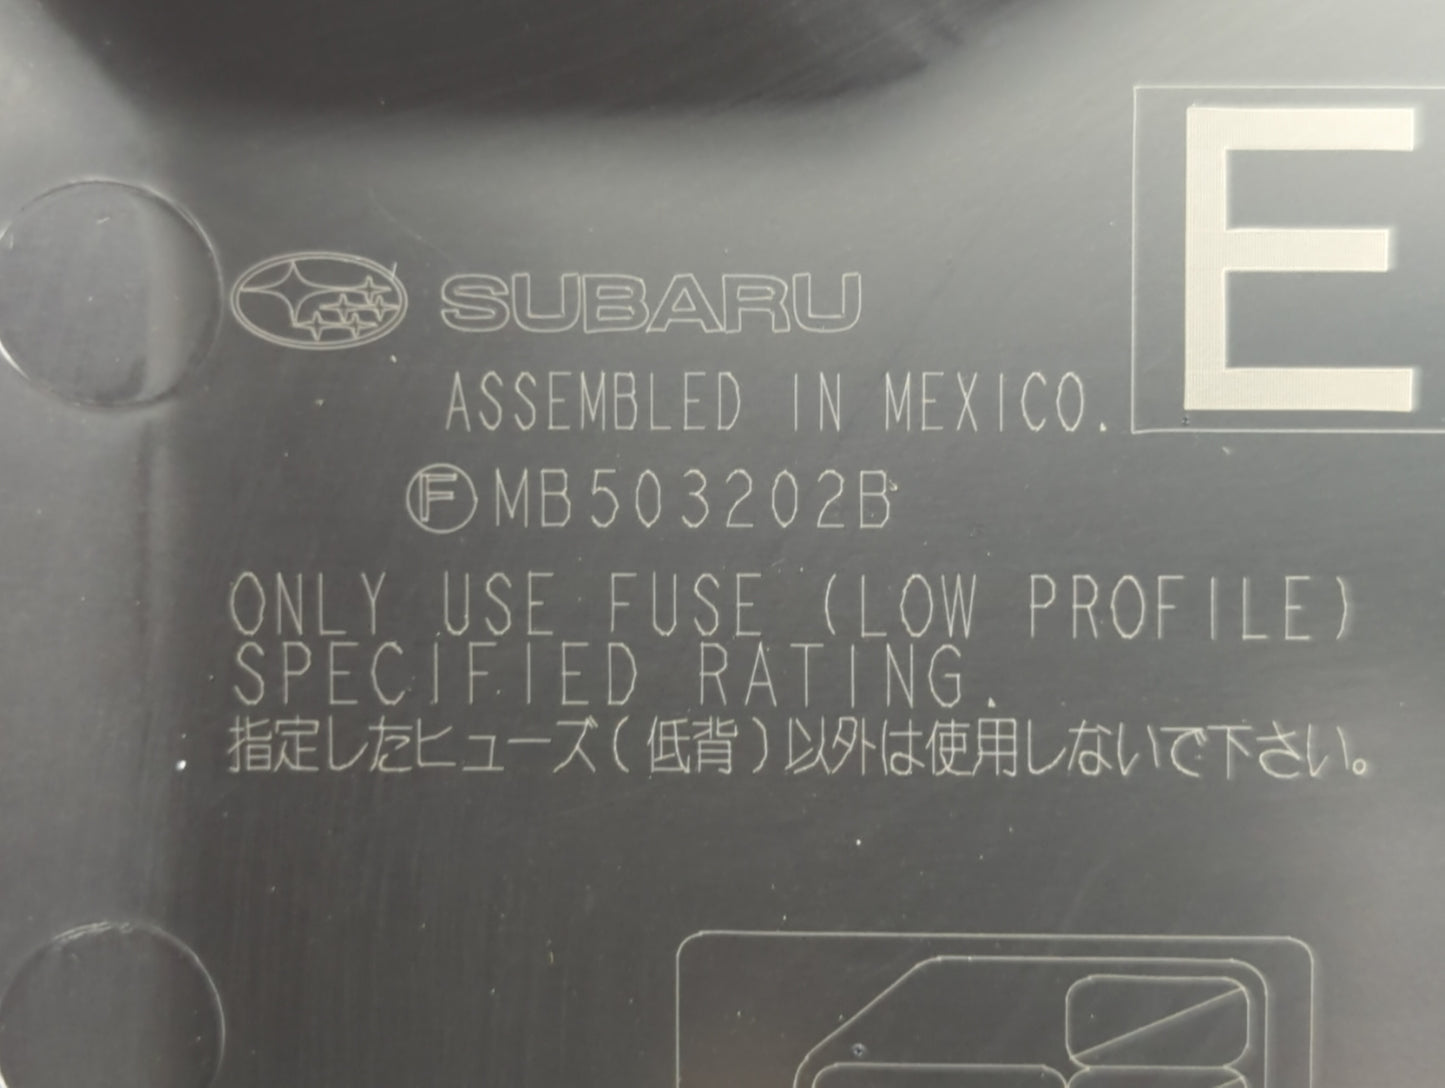 SUBARU
ASSEMBLED IN MEXICO.
ⒻMB503202B
ONLY USE FUSE (LOW PROFILE)
SPECIFIED RATING.
指定したヒューズ(低背)以外は使用しないで下さい。
E